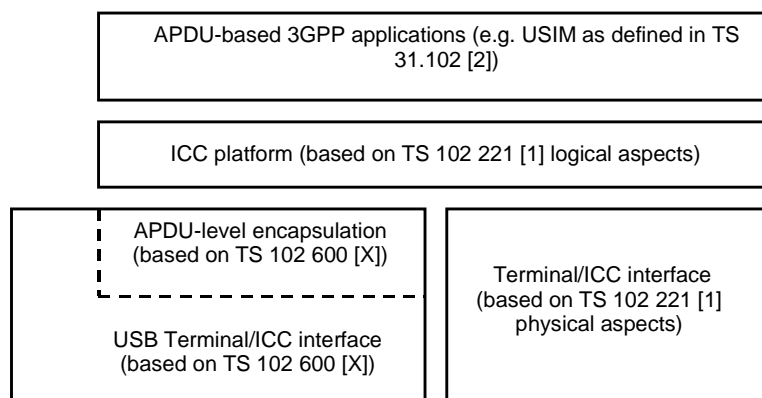 APDU-based 3GPP applications (e.g. USIM as defined in TS
31.102 [2])
ICC platform (based on TS 102 221 [1] logical aspects)
APDU-level encapsulation
(based on TS 102 600 [X])
USB Terminal/ICC interface
(based on TS 102 600 [X])
Terminal/ICC interface
(based on TS 102 221 [1]
physical aspects)